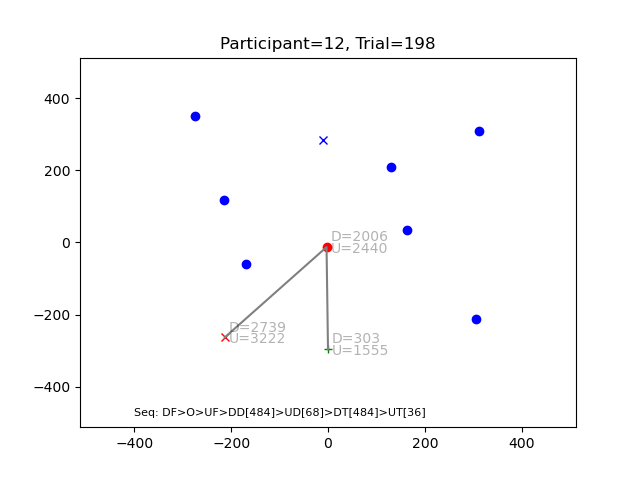 Participant=12, Trial=198
400
200
0
−200
−400
D=2006
U=2440
D=2739
U=3222
D=303
U=1555
Seq: DF>O>UF>DD[484]>UD[68]>DT[484]>UT[36]
−400 −200 0 200 400